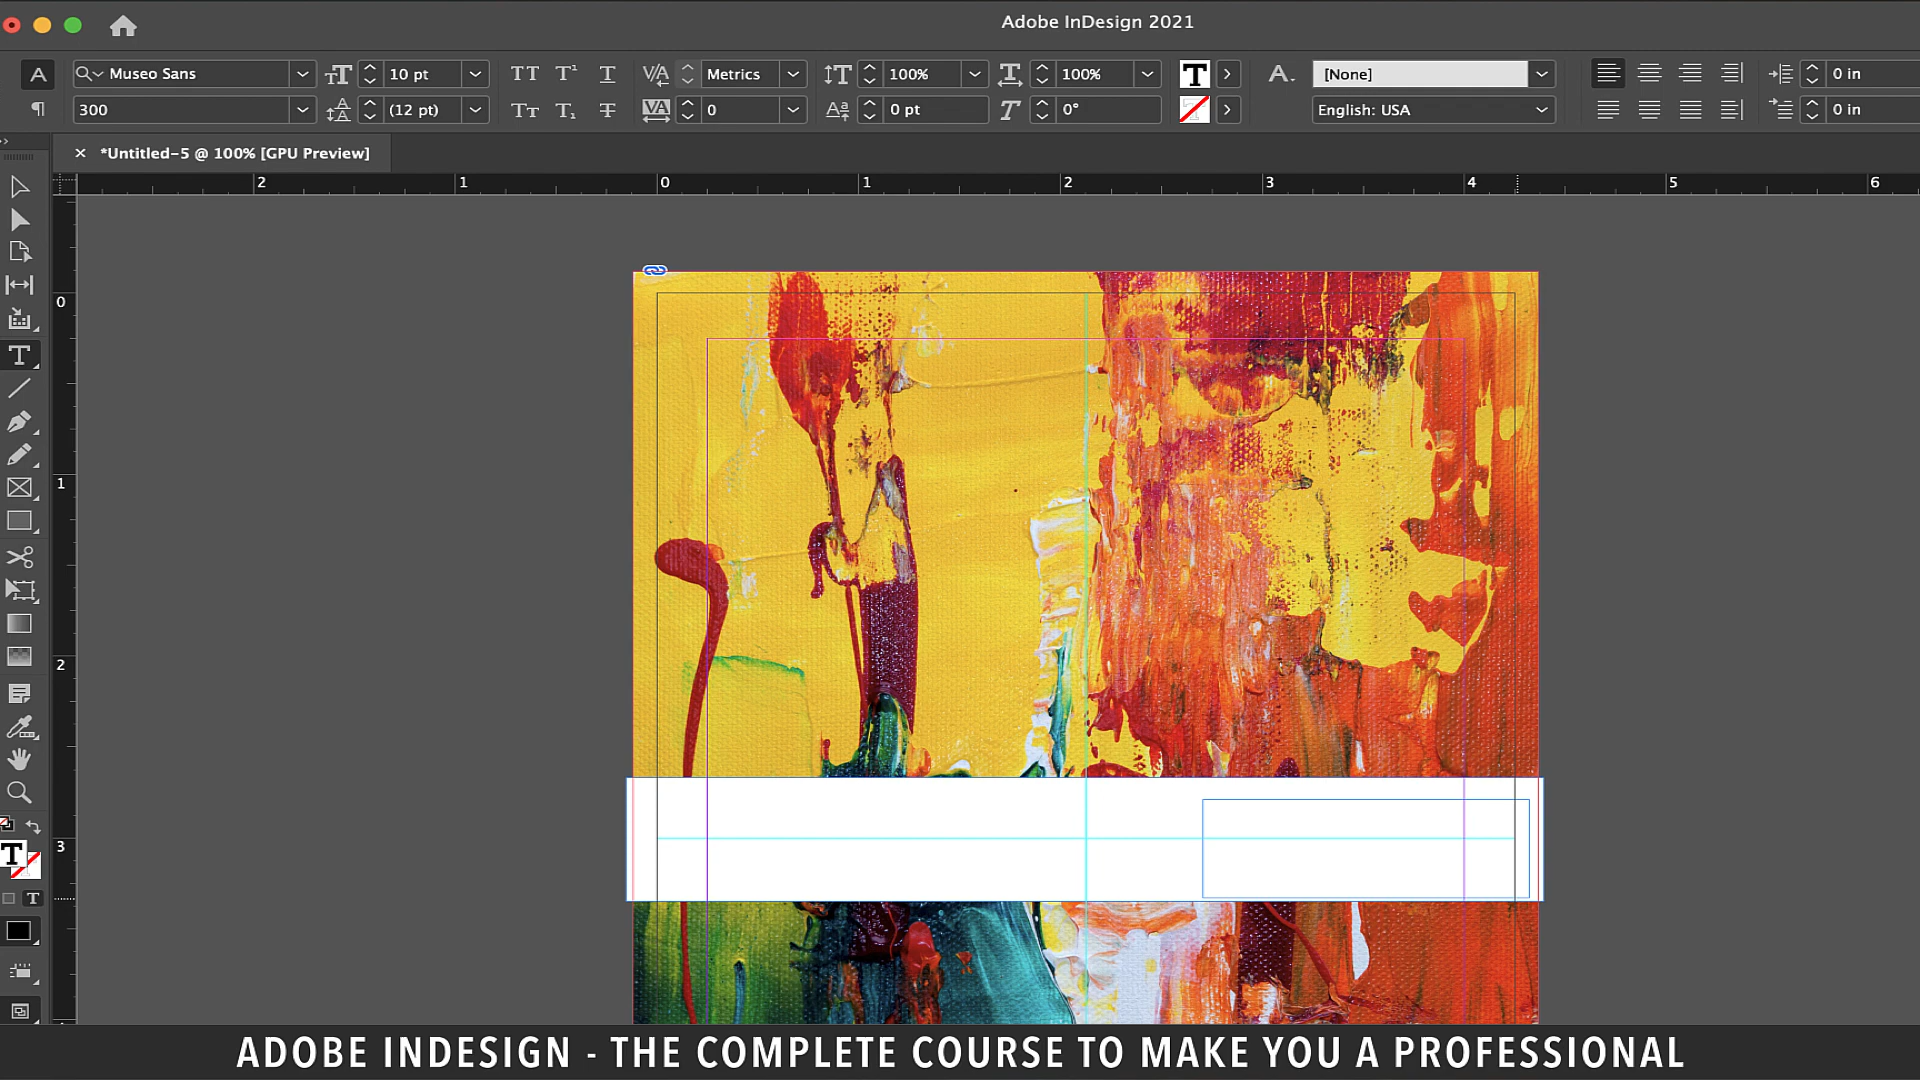 Adobe InDesign 2021
A Museo Sans 10 pt Metrics 100% 100% [None] 0 in
300 (12 pt) 0 0 pt 0° English: USA 0 in
*Untitled-5 @ 100% [GPU Preview]
2 1 0 1 2 3 4 5 6
0
1
2
3
ADOBE INDESIGN - THE COMPLETE COURSE TO MAKE YOU A PROFESSIONAL